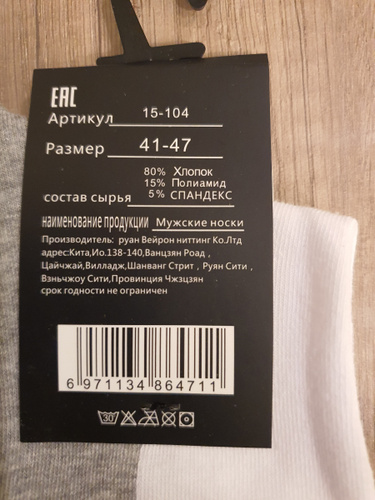 EAC
Артикул 15-104
Размер 41-47
80% Хлопок
15% Полиамид
состав сырья 5% СПАНДЕКС
наименование продукции Мужские носки
Производитель: руан Вейрон ниттинг Ко.Лтд
адрес:Кита,Ио.138-140,Ванцзян Роад,
Цайчжай,Вилладж,Шанванг Стрит, Руян Сити,
Вэньчжоу Сити,Провинция Чжэцзян
срок годности не ограничен
6 971134 864711
30